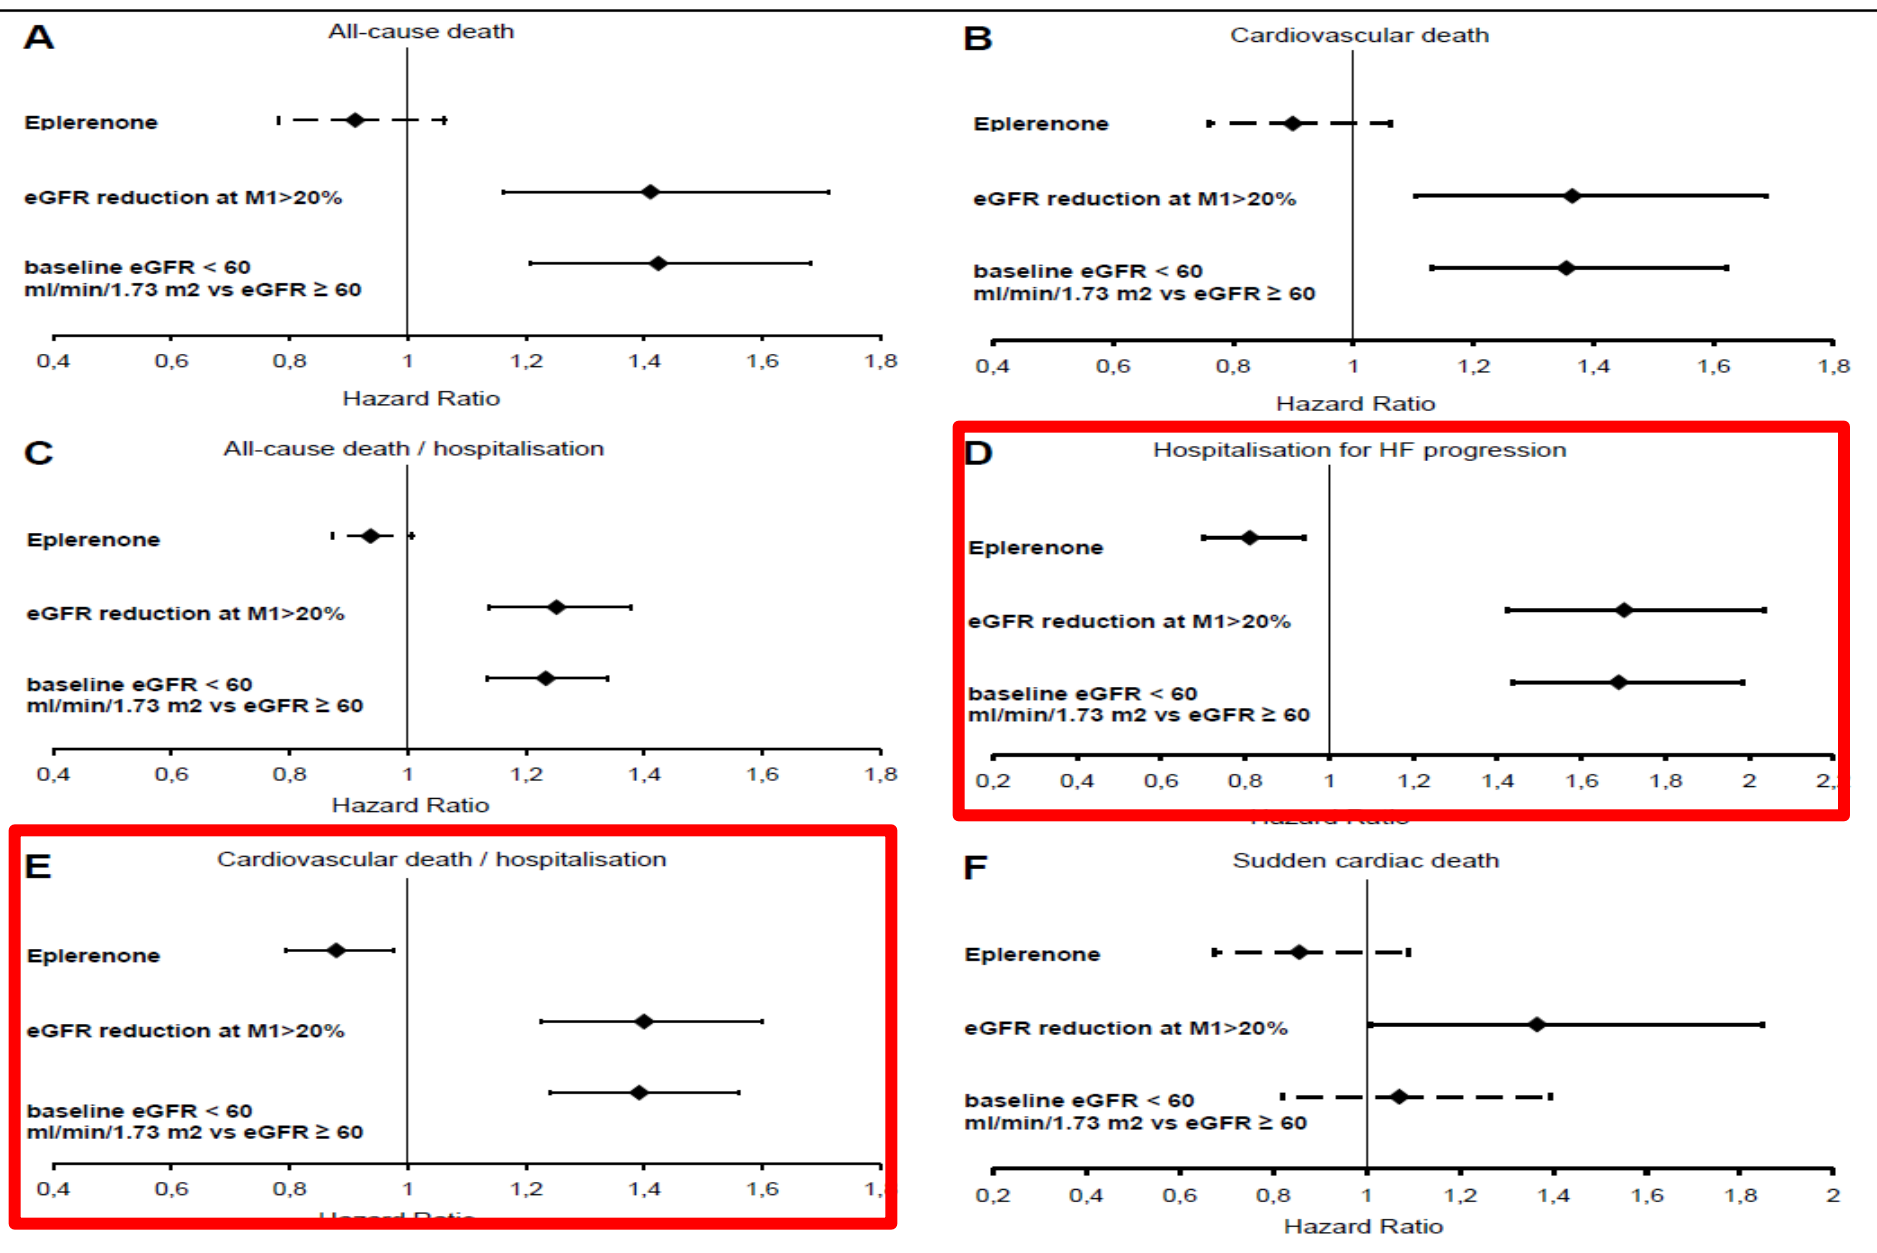 A
All-cause death
Eplerenone
eGFR reduction at M1>20%
baseline eGFR < 60
ml/min/1.73 m2 vs eGFR ≥ 60
0,4 0,6 0,8 1 1,2 1,4 1,6 1,8
Hazard Ratio
B
Cardiovascular death
Eplerenone
eGFR reduction at M1>20%
baseline eGFR < 60
ml/min/1.73 m2 vs eGFR ≥ 60
0,4 0,6 0,8 1 1,2 1,4 1,6 1,8
Hazard Ratio
C
All-cause death / hospitalisation
Eplerenone
eGFR reduction at M1>20%
baseline eGFR < 60
ml/min/1.73 m2 vs eGFR ≥ 60
0,4 0,6 0,8 1 1,2 1,4 1,6 1,8
Hazard Ratio
D
Hospitalisation for HF progression
Eplerenone
eGFR reduction at M1>20%
baseline eGFR < 60
ml/min/1.73 m2 vs eGFR ≥ 60
0,2 0,4 0,6 0,8 1 1,2 1,4 1,6 1,8 2
E
Cardiovascular death / hospitalisation
Eplerenone
eGFR reduction at M1>20%
baseline eGFR < 60
ml/min/1.73 m2 vs eGFR ≥ 60
0,4 0,6 0,8 1 1,2 1,4 1,6
F
Sudden cardiac death
Eplerenone
eGFR reduction at M1>20%
baseline eGFR < 60
ml/min/1.73 m2 vs eGFR ≥ 60
0,2 0,4 0,6 0,8 1 1,2 1,4 1,6 1,8 2
Hazard Ratio